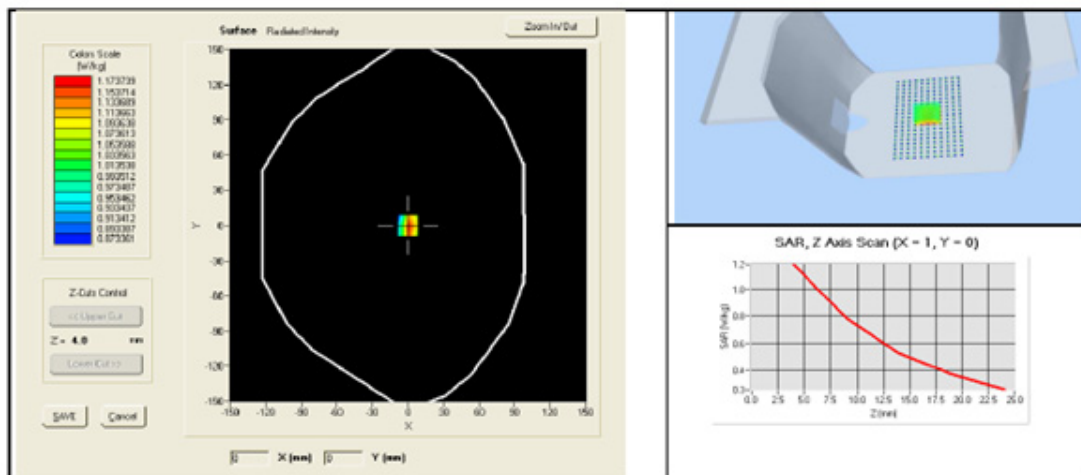 Surface Radiated Intensity
Zoom In/Out
Colors Scale
(W/kg)
1.173739
1.153714
1.133689
1.113663
1.093638
1.073613
1.053588
1.033563
1.013538
0.993512
0.973487
0.953462
0.933437
0.913412
0.893387
0.873361
150
120
90
60
30
0
-30
-60
-90
-120
-150
Y
-150 -120 -90 -60 -30 0 30 60 90 120 150
X
Z-Cuts Control
<< Upper Cut
Z = 4.0 mm
Lower Cut >>
SAVE Cancel
0 X (mm) 0 Y (mm)
SAR, Z Axis Scan (X = 1, Y = 0)
SAR (W/kg)
1.2
1.0
0.8
0.6
0.4
0.3
0.0 2.5 5.0 7.5 10.0 12.5 15.0 17.5 20.0 22.5 25.0
Z (mm)